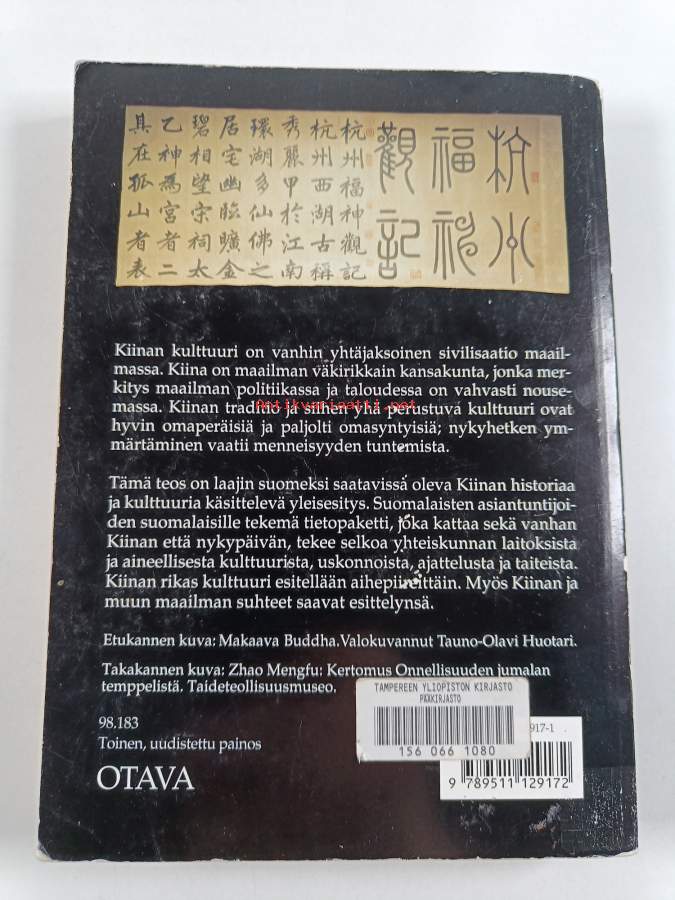 杭州
福神
觀記
杭州福神觀記
杭州西湖古稱
秀麗甲於江南
環湖多仙佛之
居宅幽臨曠金
碧相望宗祠太
乙神為宮者二
其在孤山者表
Kiinan kulttuuri on vanhin yhtäjaksoinen sivilisaatio maail-
massa. Kiina on maailman väkirikkain kansakunta, jonka mer-
kitys maailman politiikassa ja taloudessa on vahvasti nouse-
massa. Kiinan traditio ja siihen yhä perustuva kulttuuri ovat
hyvin omaperäisiä ja paljolti omasyntyisiä; nykyhetken ym-
märtäminen vaatii menneisyyden tuntemista.
Antikvariaatti.net
Tämä teos on laajin suomeksi saatavissa oleva Kiinan historiaa
ja kulttuuria käsittelevä yleisesitys. Suomalaisten asiantuntijoi-
den suomalaisille tekemä tietopaketti, joka kattaa sekä vanhan
Kiinan että nykypäivän, tekee selkoa yhteiskunnan laitoksista
ja aineellisesta kulttuurista, uskonnoista, ajattelusta ja taiteista.
Kiinan rikas kulttuuri esitellään aihepiireittäin. Myös Kiinan ja
muun maailman suhteet saavat esittelynsä.
Etukannen kuva: Makaava Buddha.Valokuvannut Tauno-Olavi Huotari.
Takakannen kuva: Zhao Mengfu: Kertomus Onnellisuuden jumalan
temppelistä. Taideteollisuusmuseo.
TAMPEREEN YLIOPISTON KIRJASTO
PÄÄKIRJASTO
156 066 1080
98.183
Toinen, uudistettu painos
OTAVA
917-1
9 789511 129172